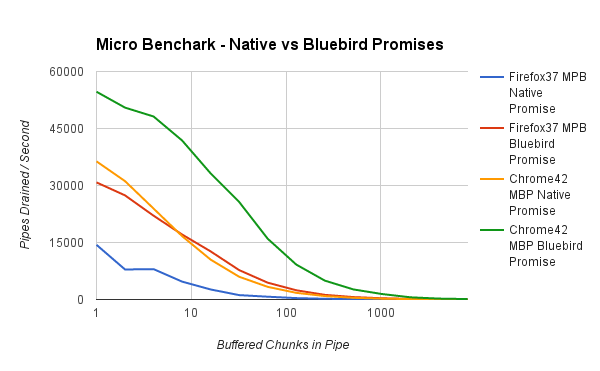 Micro Benchark - Native vs Bluebird Promises
60000
45000
30000
15000
0
Pipes Drained / Second
1
10
100
1000
Buffered Chunks in Pipe
Firefox37 MPB
Native
Promise
Firefox37 MPB
Bluebird
Promise
Chrome42
MBP Native
Promise
Chrome42
MBP Bluebird
Promise